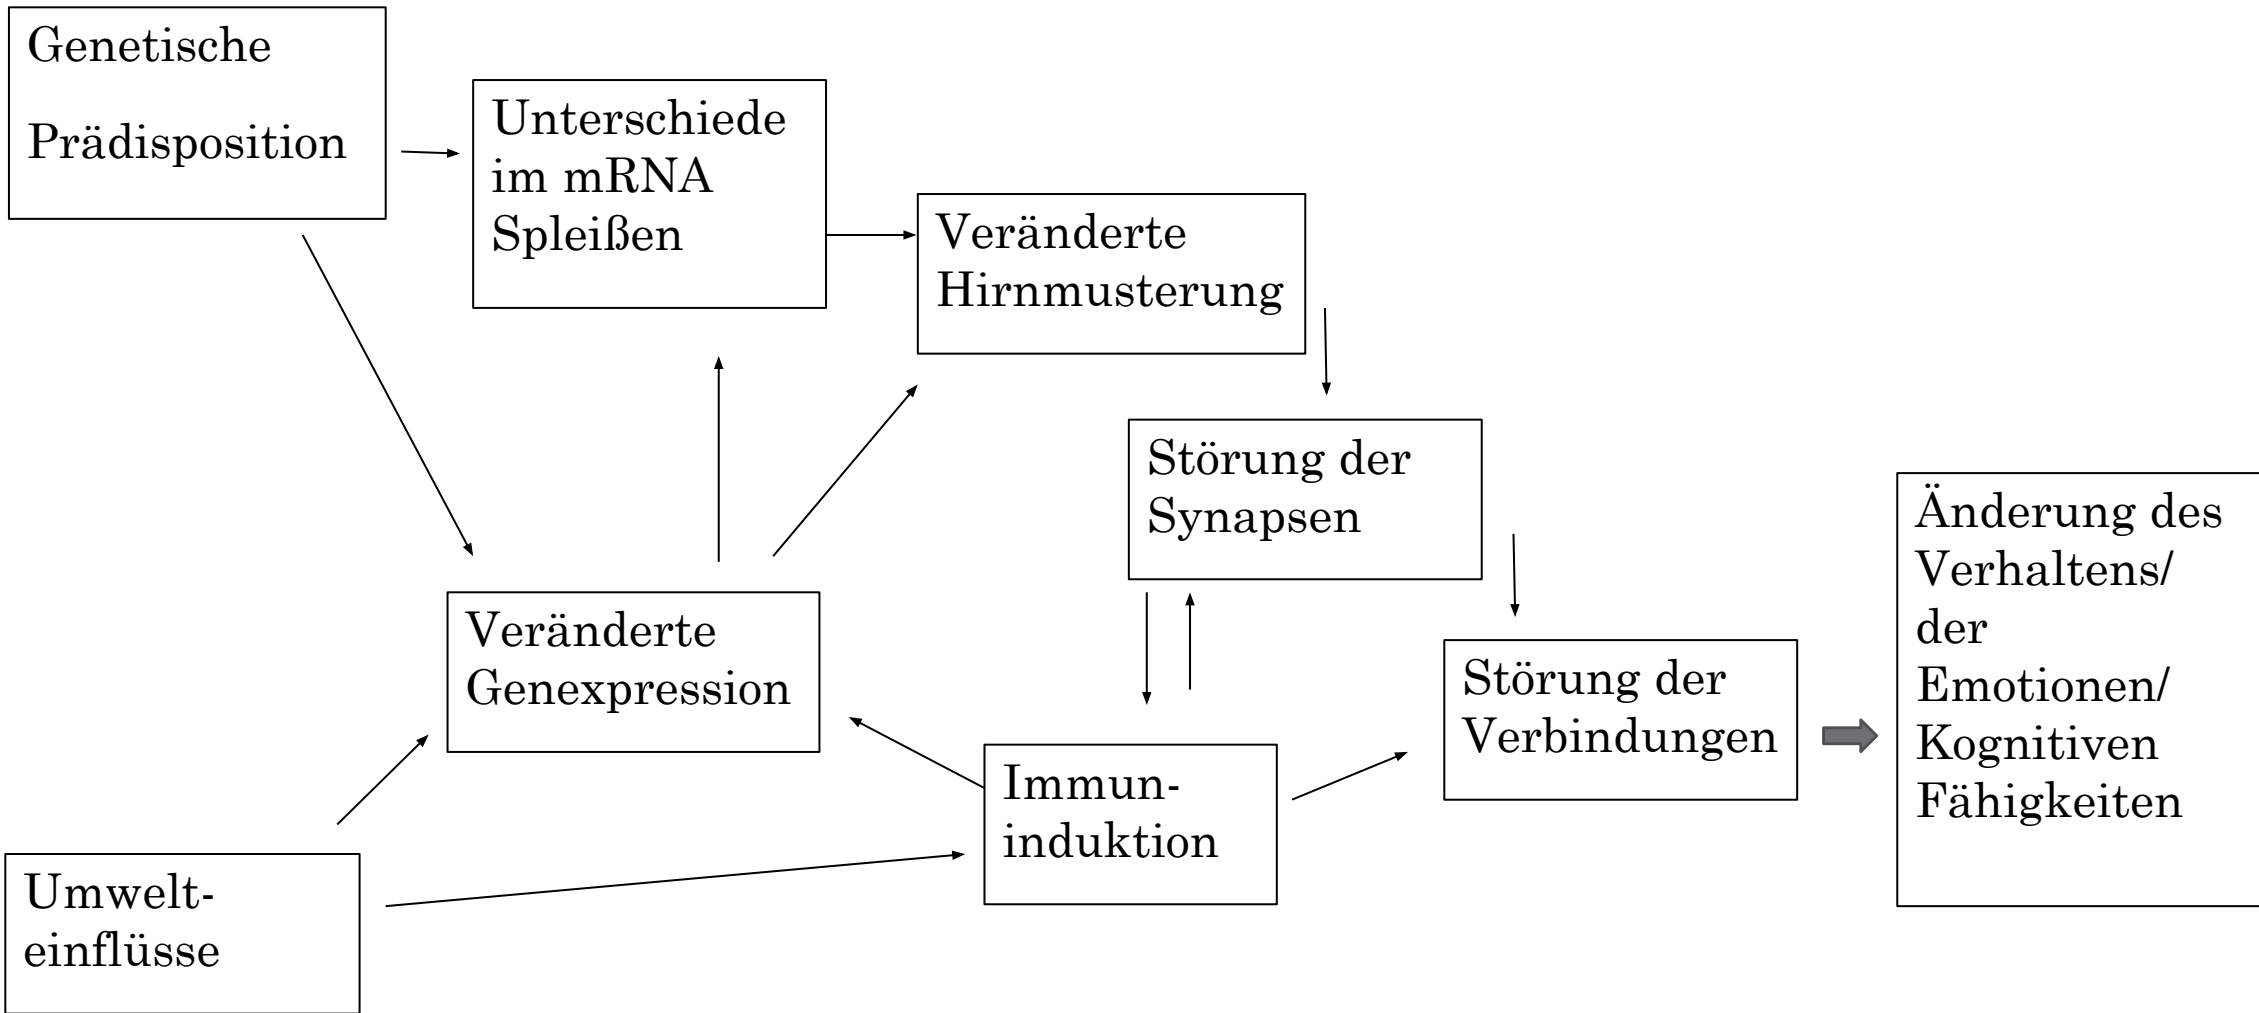 Genetische
Prädisposition
Unterschiede
im mRNA
Spleißen
Veränderte
Hirnmusterung
Störung der
Synapsen
Änderung des
Verhaltens/
der
Emotionen/
Kognitiven
Fähigkeiten
Veränderte
Genexpression
Störung der
Verbindungen
Immun-
induktion
Umwelt-
einflüsse